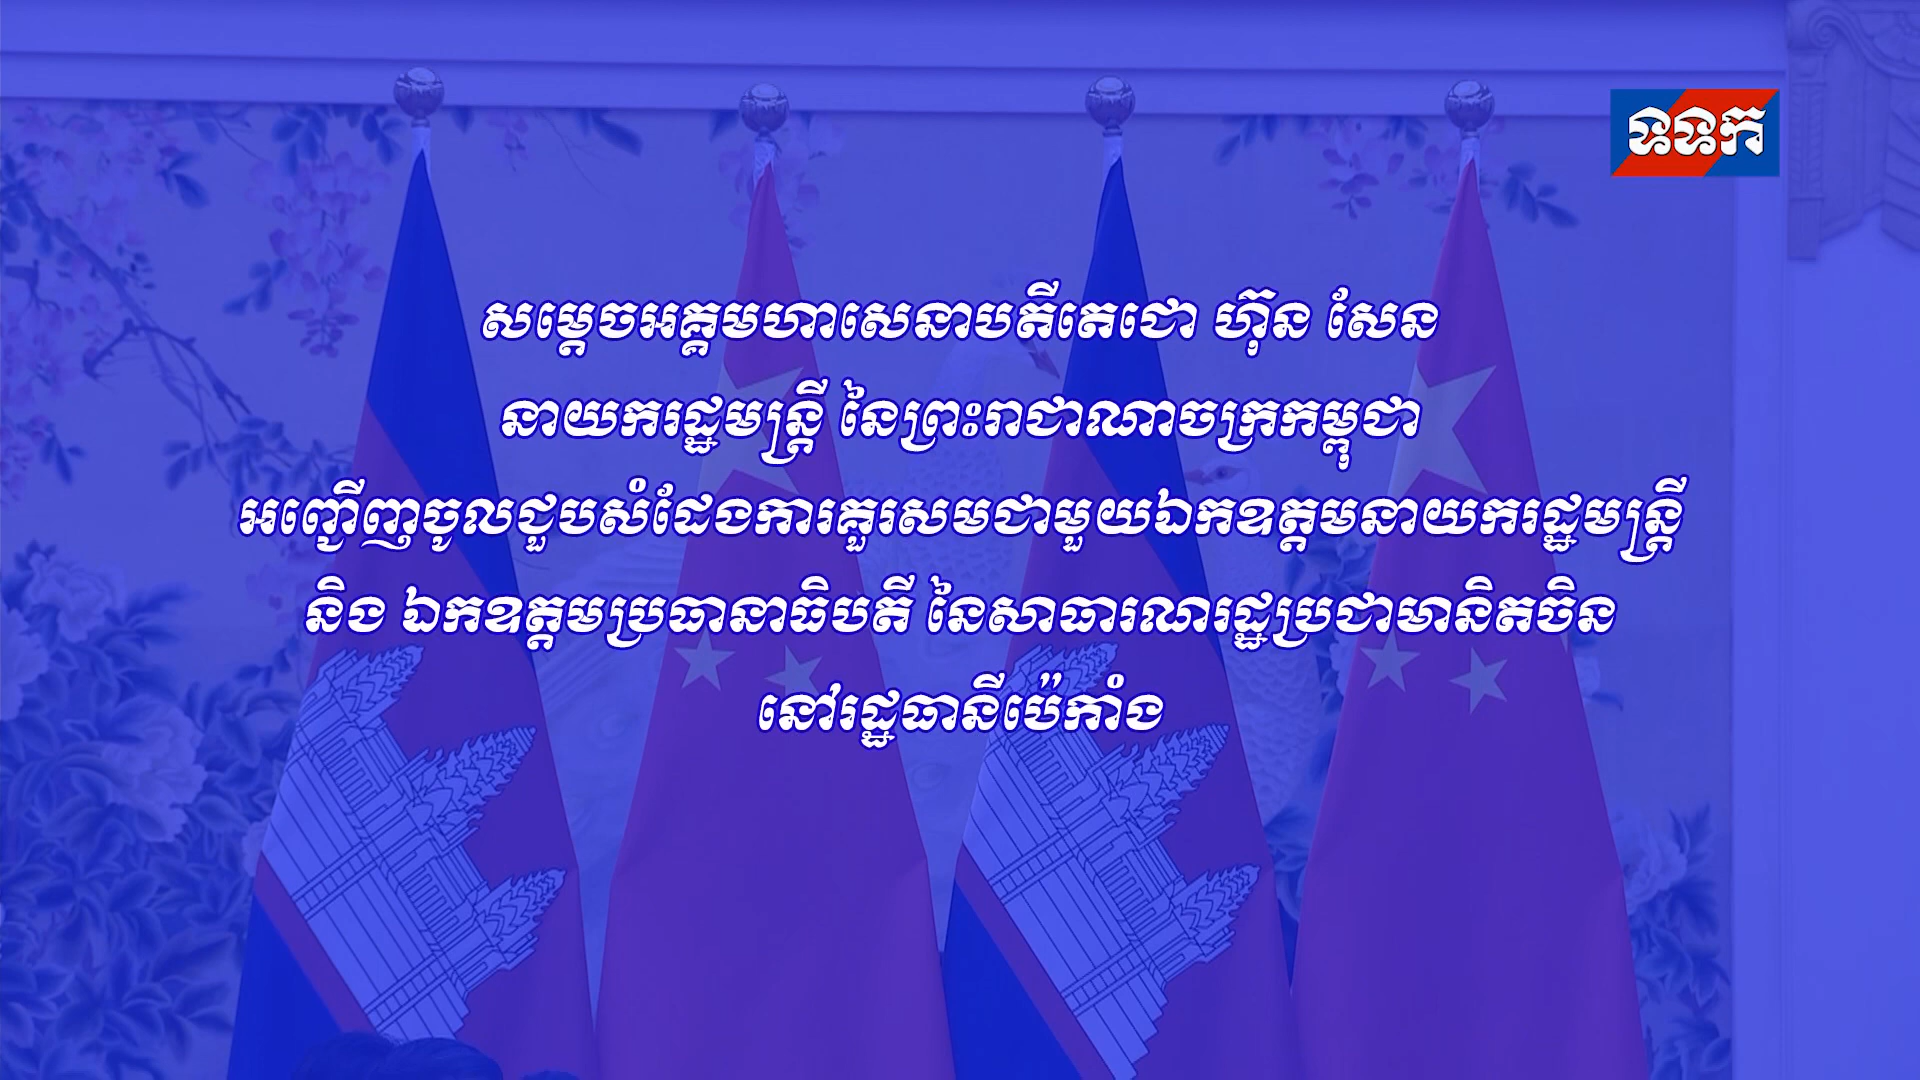 ទទក
សម្តេចអគ្គមហាសេនាបតីតេជោ ហ៊ុន សែន
នាយករដ្ឋមន្ត្រី នៃព្រះរាជាណាចក្រកម្ពុជា
អញ្ជើញចូលជួបសំដែងការគួរសមជាមួយឯកឧត្តមនាយករដ្ឋមន្ត្រី
និង ឯកឧត្តមប្រធានាធិបតី នៃសាធារណរដ្ឋប្រជាមានិតចិន
នៅរដ្ឋធានីប៉េកាំង